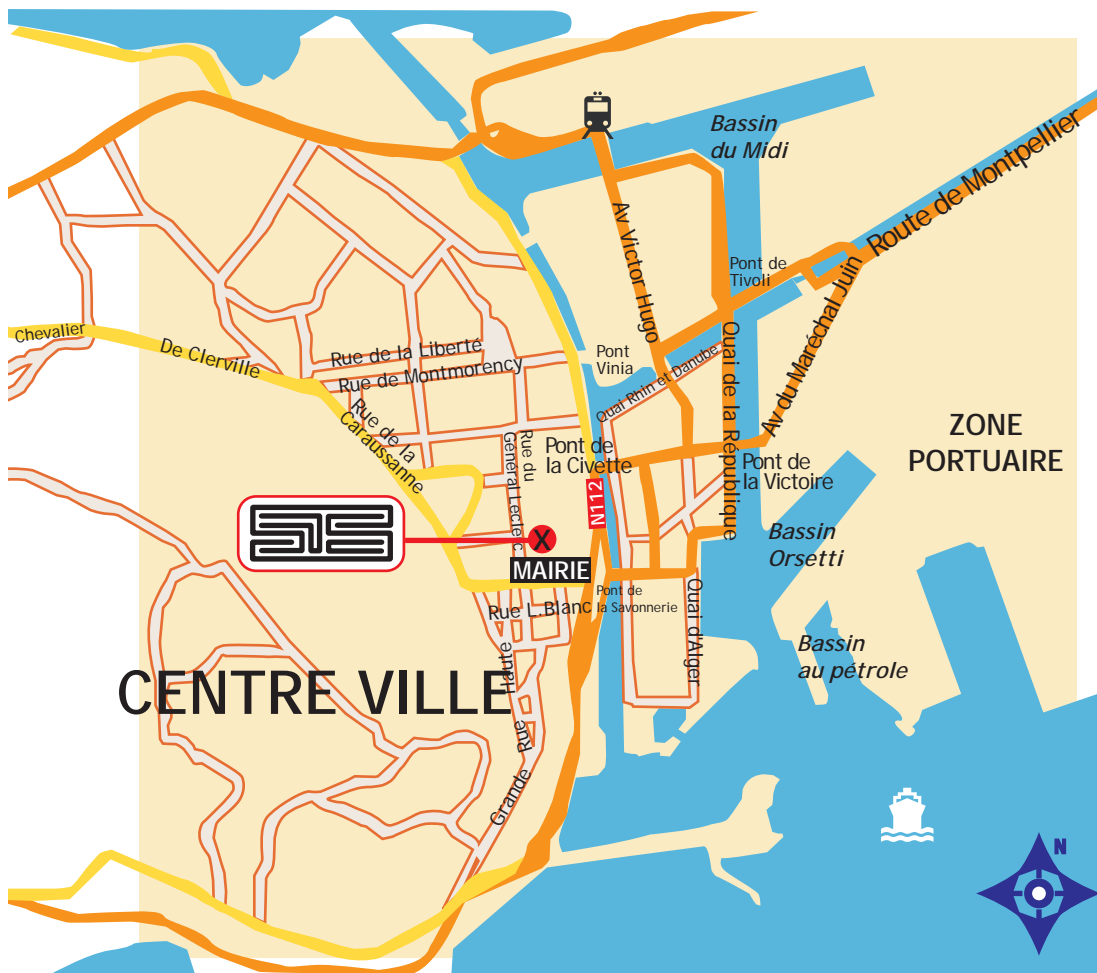 Bassin
du Midi
Route de Montpellier
Av Victor Hugo
Pont de
Tivoli
Av du Maréchal Juin
Chevalier
De Clerville
Rue de la Liberté
Rue de Montmorency
Pont
Vinia
Quai Rhin et Danube
Quai de la République
Rue de la
Caraussanne
Rue du
Général Leclerc
Pont de
la Civette
N112
Pont de
la Victoire
ZONE
PORTUAIRE
X
MAIRIE
Bassin
Orsetti
Rue L.Blanc
Pont de
la Savonnerie
Quai d'Alger
Bassin
au pétrole
CENTRE VILLE
Grande Rue Haute
N